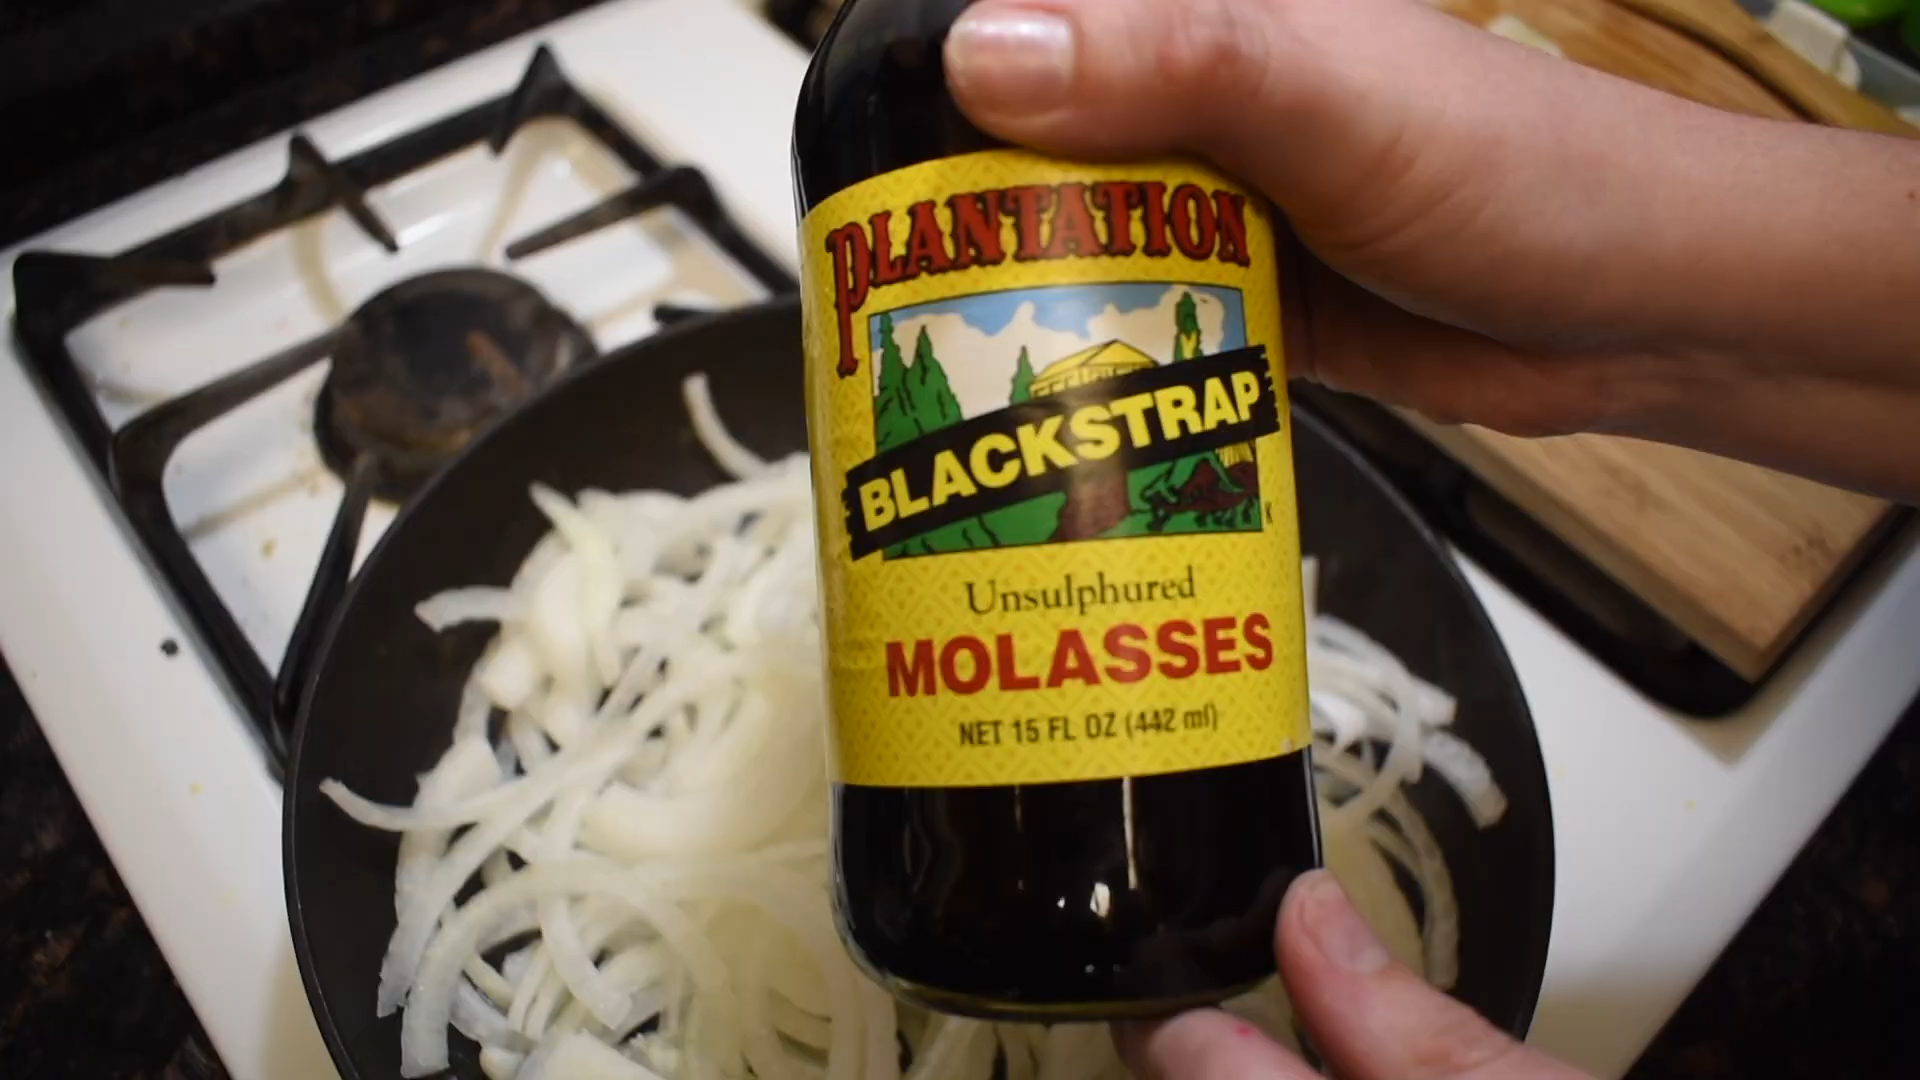 PLANTATION
BLACKSTRAP
Unsulphured
MOLASSES
NET 15 FL OZ (442 ml)